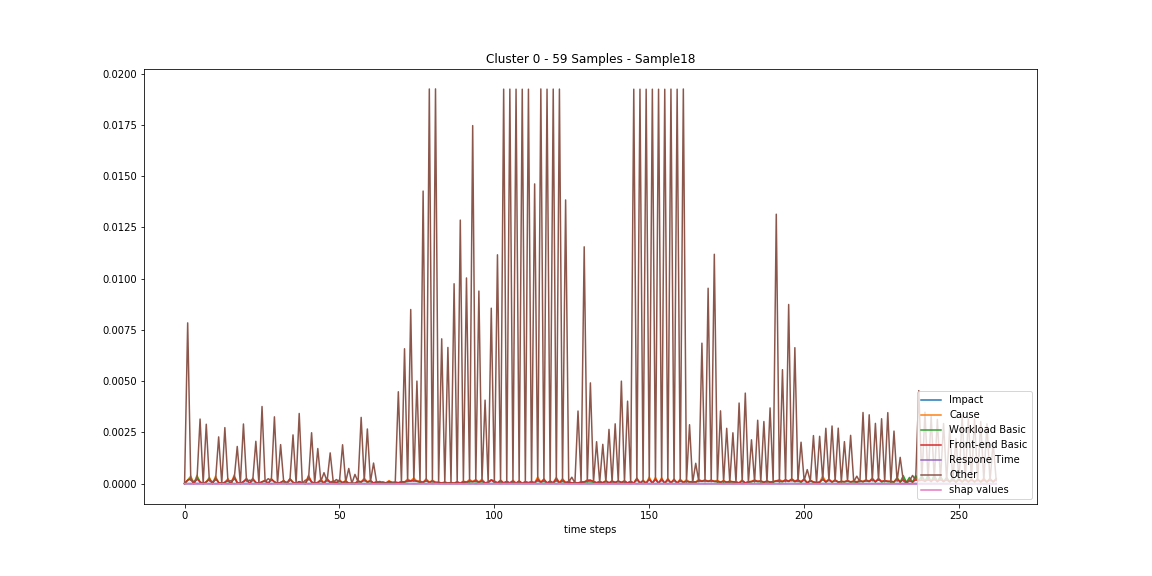 Cluster 0 - 59 Samples - Sample18
0.0200
0.0175
0.0150
0.0125
0.0100
0.0075
0.0050
0.0025
0.0000
Impact
Cause
Workload Basic
Front-end Basic
Respone Time
Other
shap values
0 50 100 150 200 250
time steps